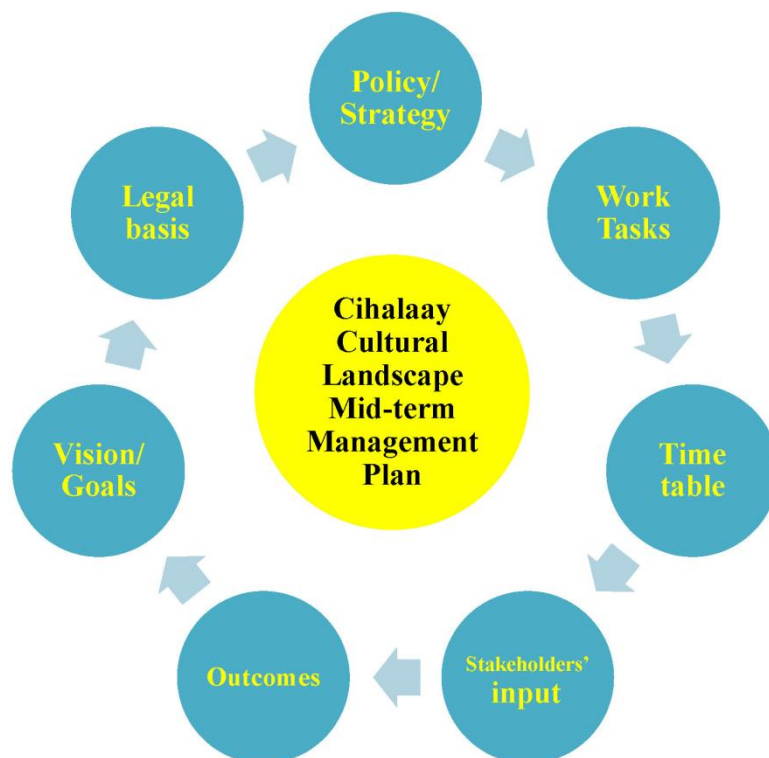 Policy/
Strategy
Work
Tasks
Time
table
Stakeholders’
input
Outcomes
Vision/
Goals
Legal
basis
Cihalaay
Cultural
Landscape
Mid-term
Management
Plan